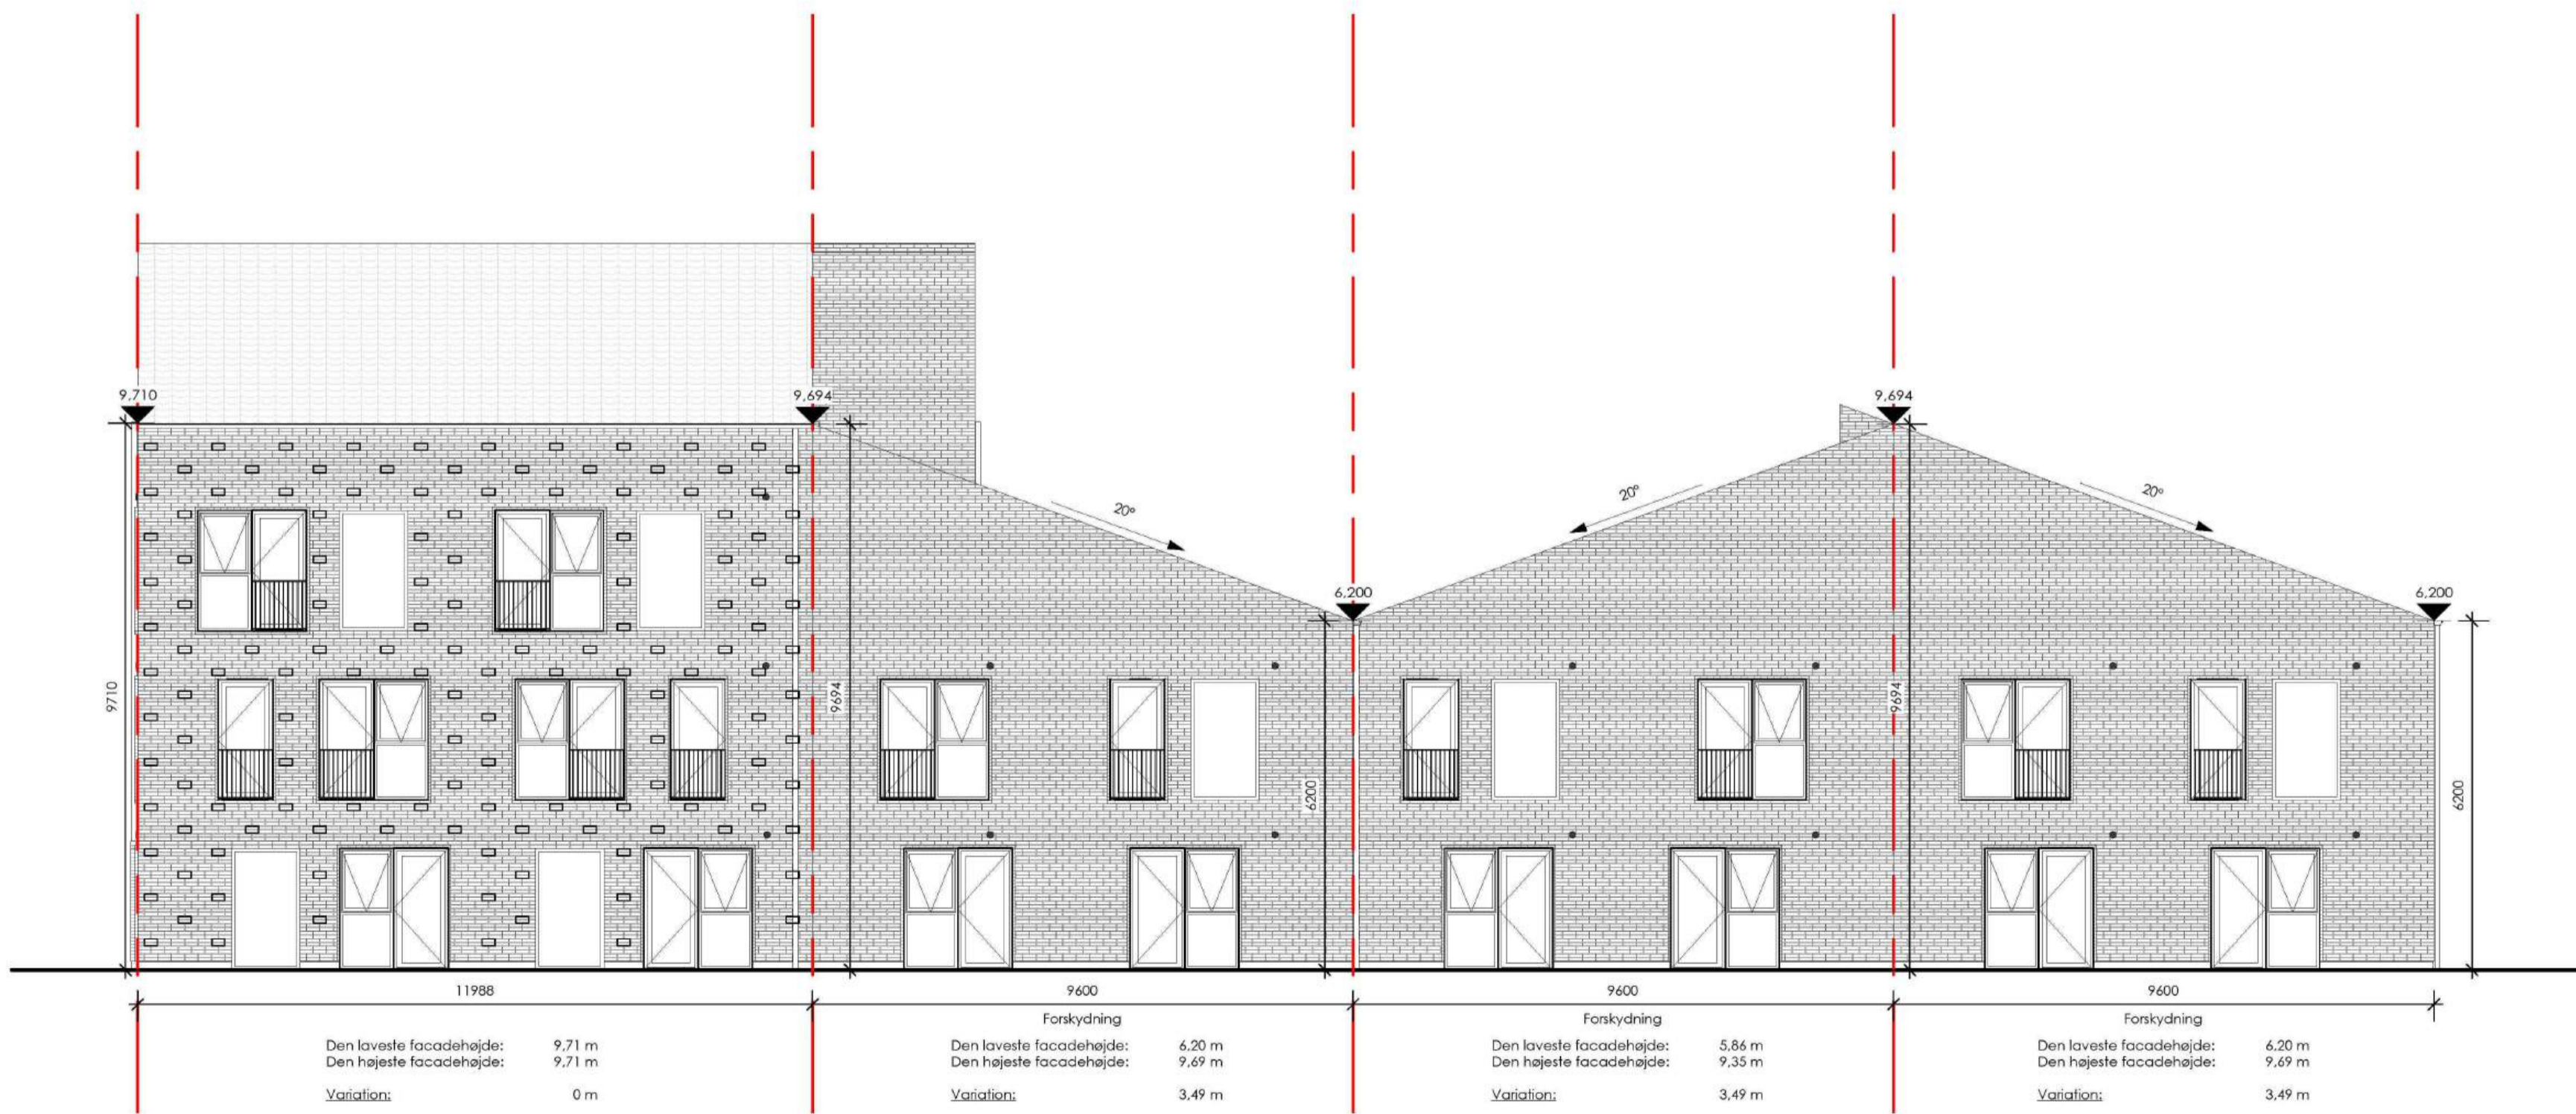 9,710
9,694
9,694
20°
20°
20°
6,200
6,200
9710
9694
6200
9694
6200
11988
9600
9600
9600
Forskydning
Forskydning
Forskydning
Den laveste facadehøjde: 9,71 m
Den højeste facadehøjde: 9,71 m
Variation: 0 m
Den laveste facadehøjde: 6,20 m
Den højeste facadehøjde: 9,69 m
Variation: 3,49 m
Den laveste facadehøjde: 5,86 m
Den højeste facadehøjde: 9,35 m
Variation: 3,49 m
Den laveste facadehøjde: 6,20 m
Den højeste facadehøjde: 9,69 m
Variation: 3,49 m